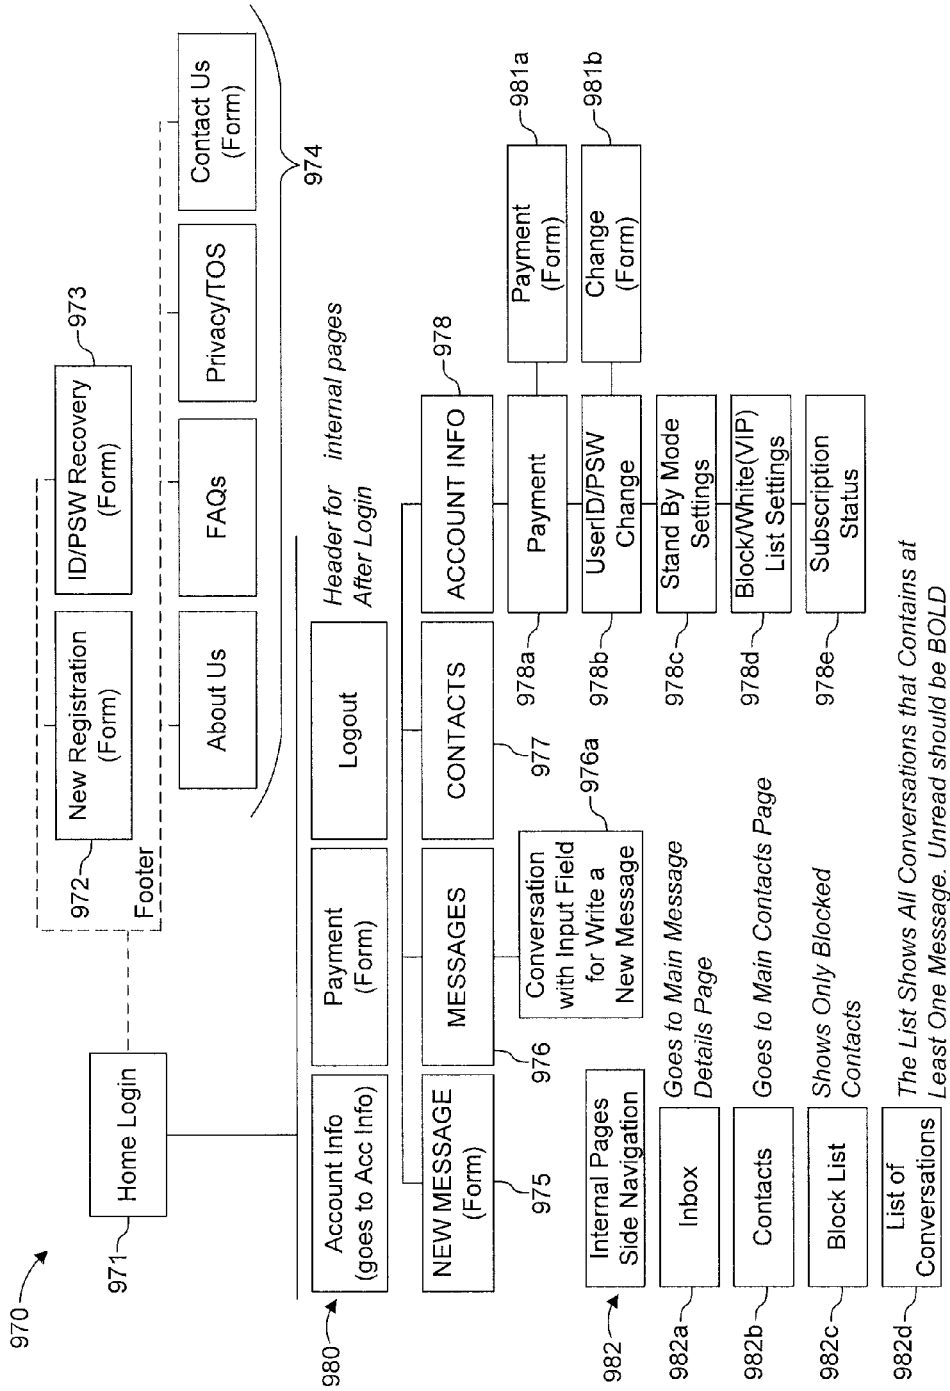 970
971
Home Login
972
New Registration
(Form)
ID/PSW Recovery
(Form)
973
Footer
About Us
FAQs
Privacy/TOS
Contact Us
(Form)
974
980
Account Info
(goes to Acc Info)
Payment
(Form)
Logout
Header for internal pages
After Login
NEW MESSAGE
(Form)
975
MESSAGES
976
CONTACTS
977
ACCOUNT INFO
978
Conversation
with Input Field
for Write a
New Message
976a
978a
Payment
Payment
(Form)
981a
978b
UserID/PSW
Change
Change
(Form)
981b
978c
Stand By Mode
Settings
978d
Block/White(VIP)
List Settings
978e
Subscription
Status
982
Internal Pages
Side Navigation
982a
Inbox
Goes to Main Message
Details Page
982b
Contacts
Goes to Main Contacts Page
982c
Block List
Shows Only Blocked
Contacts
982d
List of
Conversations
The List Shows All Conversations that Contains at
Least One Message. Unread should be BOLD